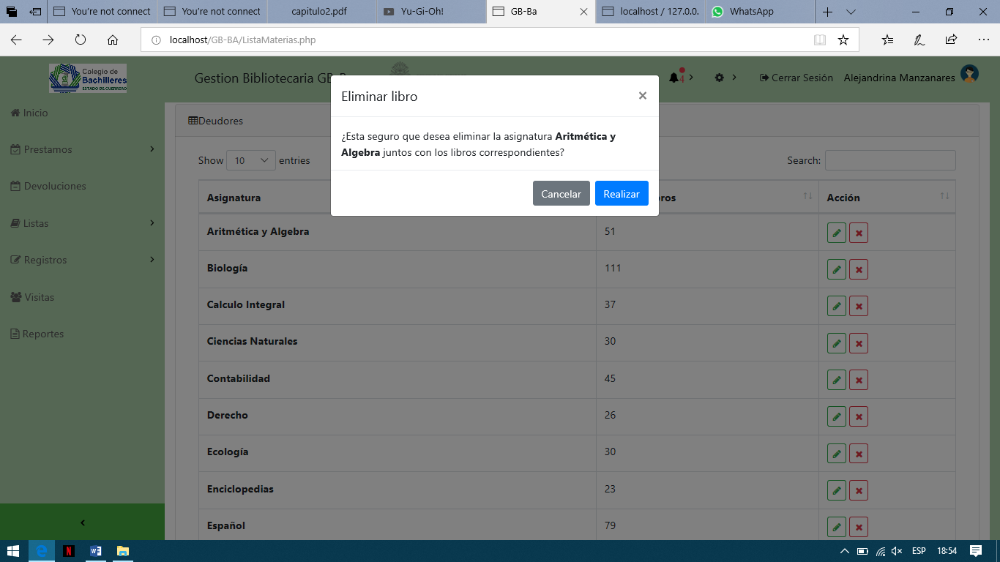 You're not connect
You're not connect
capitulo2.pdf
Yu-Gi-Oh!
GB-Ba
localhost / 127.0.0.
WhatsApp
localhost/GB-BA/ListaMaterias.php
Colegio de
Bachilleres
ESTADO DE GUERRERO
Gestion Bibliotecaria GB-B
4
Cerrar Sesión
Alejandrina Manzanares
Eliminar libro
×
¿Esta seguro que desea eliminar la asignatura Aritmética y
Algebra juntos con los libros correspondientes?
Cancelar
Realizar
Inicio
Prestamos
Devoluciones
Listas
Registros
Visitas
Reportes
Deudores
Show 10 entries
Search:
Asignatura
Acción
Aritmética y Algebra 51
Biología 111
Calculo Integral 37
Ciencias Naturales 30
Contabilidad 45
Derecho 26
Ecología 30
Enciclopedias 23
Español 79
ESP
18:54